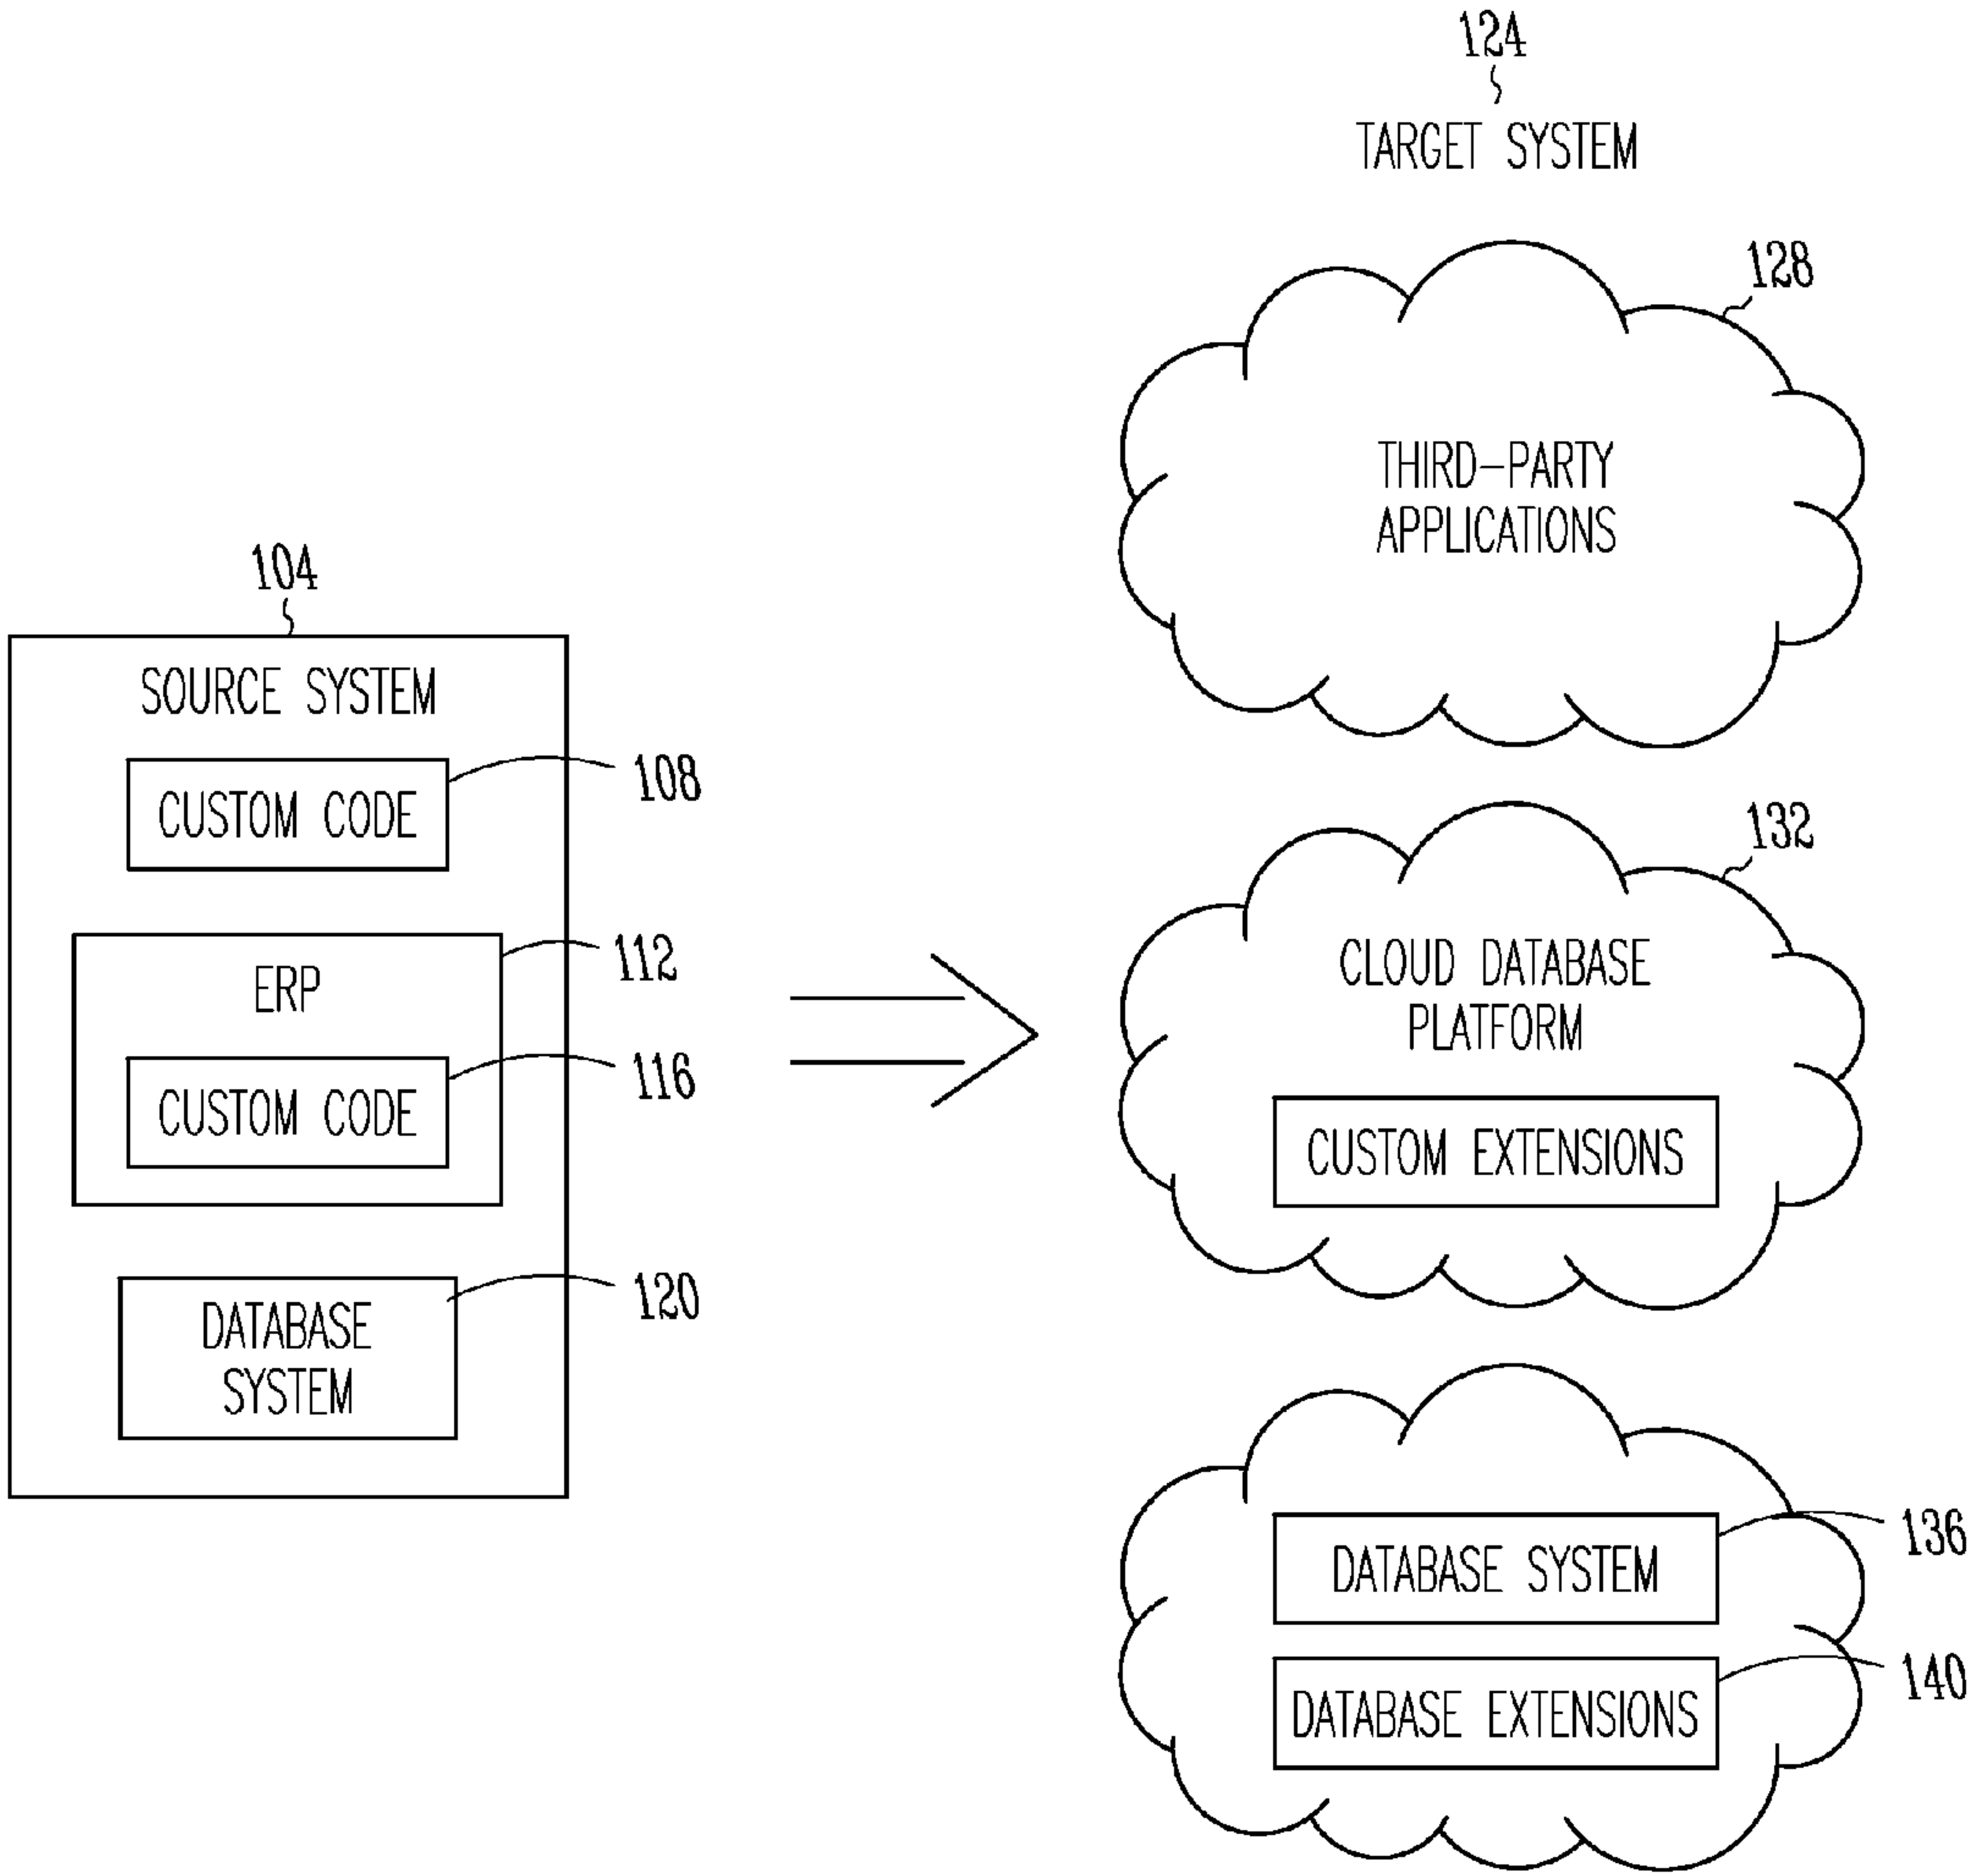 124
TARGET SYSTEM
128
THIRD-PARTY
APPLICATIONS
104
SOURCE SYSTEM
108
CUSTOM CODE
112
ERP
116
CUSTOM CODE
120
DATABASE
SYSTEM
132
CLOUD DATABASE
PLATFORM
CUSTOM EXTENSIONS
136
DATABASE SYSTEM
140
DATABASE EXTENSIONS